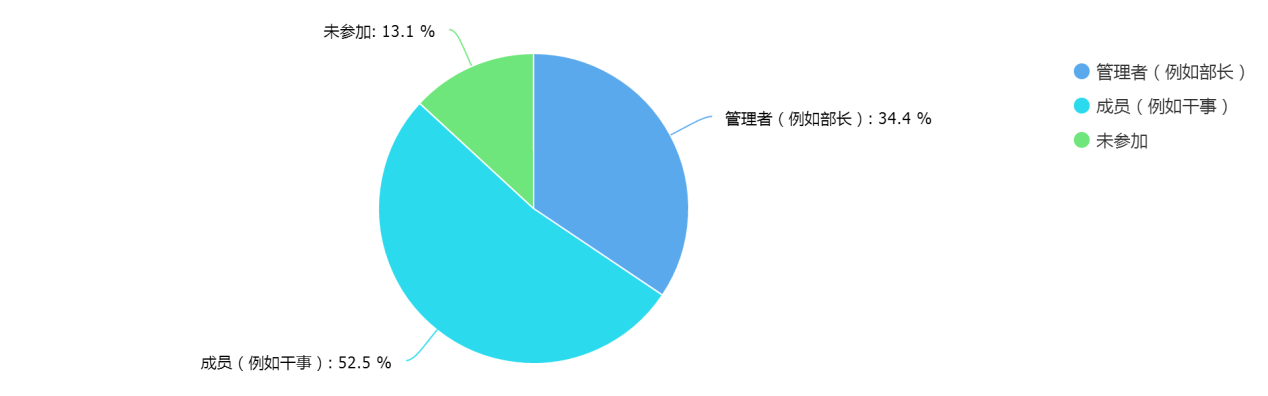 未参加: 13.1 %
管理者（例如部长）: 34.4 %
成员（例如干事）: 52.5 %
管理者（例如部长）
成员（例如干事）
未参加